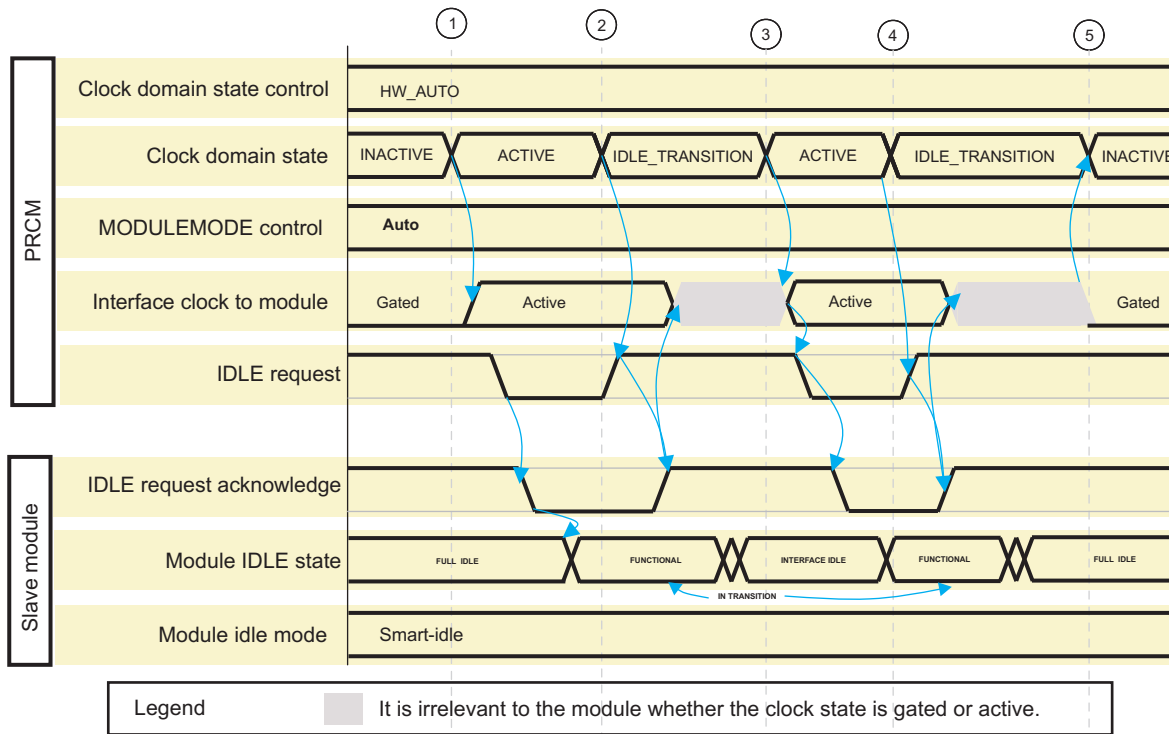 1
2
3
4
5
PRCM
Clock domain state control
HW_AUTO
Clock domain state
INACTIVE
ACTIVE
IDLE_TRANSITION
ACTIVE
IDLE_TRANSITION
INACTIVE
MODULEMODE control
Auto
Interface clock to module
Gated
Active
Active
Gated
IDLE request
Slave module
IDLE request acknowledge
Module IDLE state
FULL IDLE
FUNCTIONAL
INTERFACE IDLE
FUNCTIONAL
FULL IDLE
IN TRANSITION
Module idle mode
Smart-idle
Legend
It is irrelevant to the module whether the clock state is gated or active.